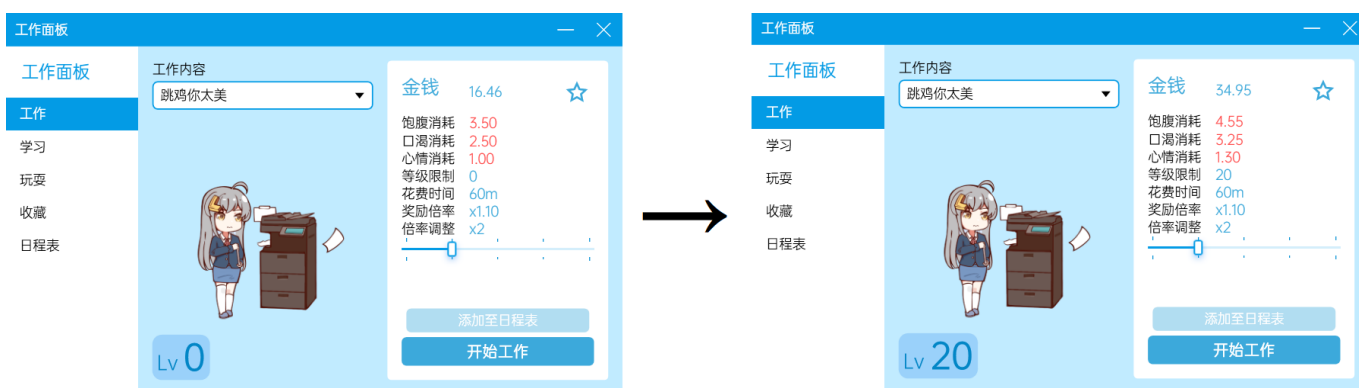 工作面板
工作面板
工作
学习
玩耍
收藏
日程表
工作内容
跳鸡你太美
Lv 0
金钱 16.46
饱腹消耗 3.50
口渴消耗 2.50
心情消耗 1.00
等级限制 0
花费时间 60m
奖励倍率 x1.10
倍率调整 x2
添加至日程表
开始工作
工作面板
工作面板
工作
学习
玩耍
收藏
日程表
工作内容
跳鸡你太美
Lv 20
金钱 34.95
饱腹消耗 4.55
口渴消耗 3.25
心情消耗 1.30
等级限制 20
花费时间 60m
奖励倍率 x1.10
倍率调整 x2
添加至日程表
开始工作